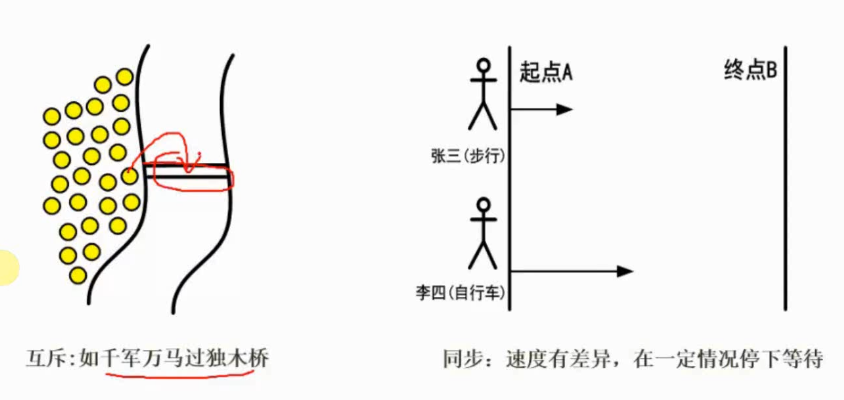 起点A
终点B
张三(步行)
李四(自行车)
互斥:如千军万马过独木桥
同步：速度有差异，在一定情况停下等待